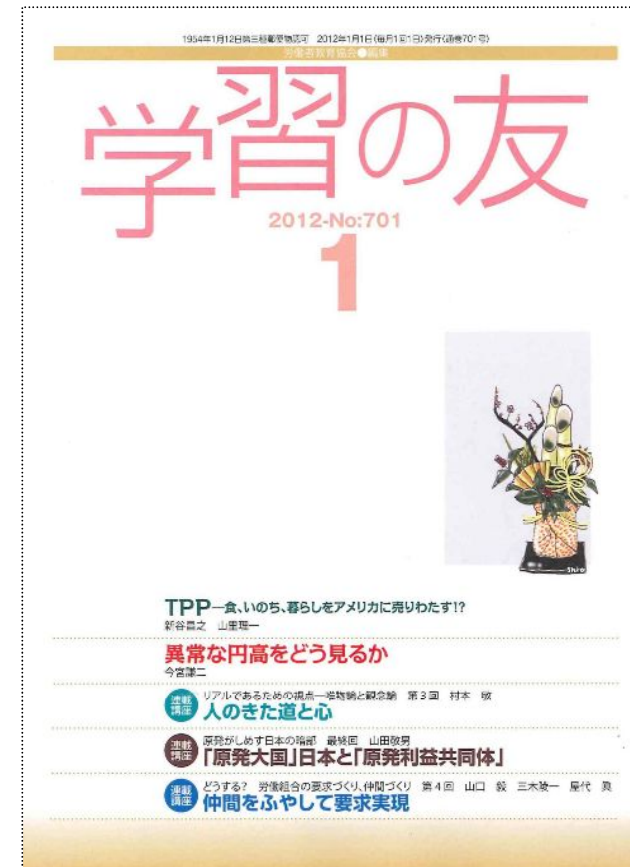 1954年1月12日第三種郵便物認可 2012年1月1日(毎月1回1日)発行(通巻701号)
労働者教育協会●編集
学習の友
2012-No:701
1
Shiro
TPP―食、いのち、暮らしをアメリカに売りわたす!?
新谷昌之 山里理一
異常な円高をどう見るか
今宮謙二
連載講座 リアルであるための視点―唯物論と観念論 第3回 村本 敏
人のきた道と心
連載講座 原発がしめす日本の暗部 最終回 山田敬男
「原発大国」日本と「原発利益共同体」
連載講座 どうする? 労働組合の要求づくり、仲間づくり 第4回 山口 毅 三木陵一 屋代 眞
仲間をふやして要求実現